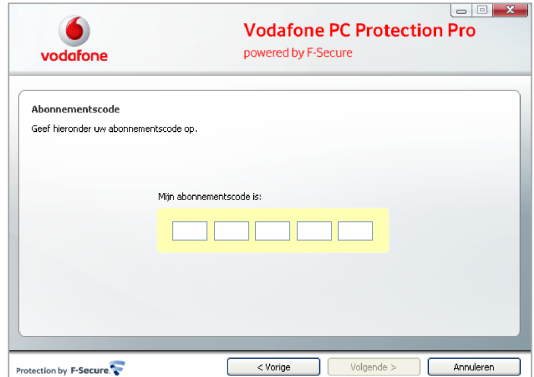 vodafone
Vodafone PC Protection Pro
powered by F-Secure
Abonnementscode
Geef hieronder uw abonnementscode op.
Mijn abonnementscode is:
Protection by F-Secure
< Vorige
Volgende >
Annuleren